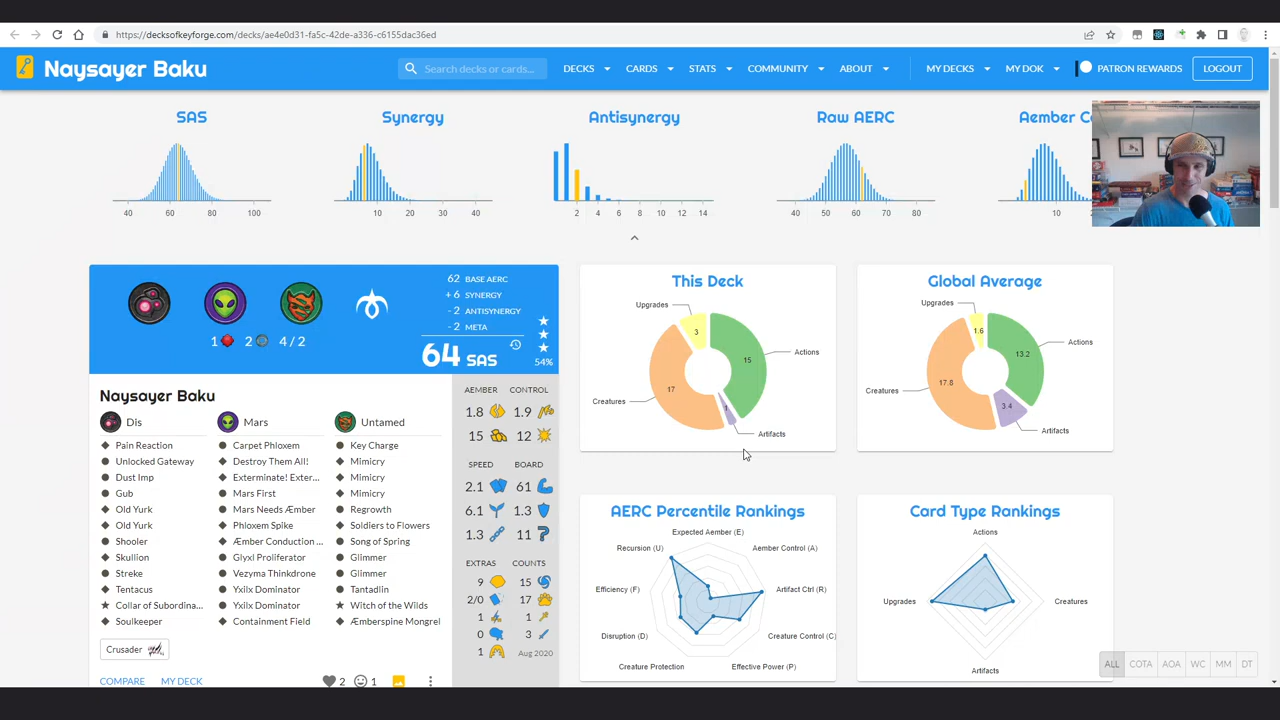 https://decksofkeyforge.com/decks/ae4e0d31-fa5c-42de-a336-c6155dac36ed
Naysayer Baku
Search decks or cards...
DECKS
CARDS
STATS
COMMUNITY
ABOUT
MY DECKS
MY DOK
PATRON REWARDS
LOGOUT
SAS
Synergy
Antisynergy
Raw AERC
Aember Co
40 60 80 100
10 20 30 40
2 4 6 8 10 12 14
40 50 60 70 80
10
1 2 4 / 2
62 BASE AERC
+ 6 SYNERGY
- 2 ANTISYNERGY
- 2 META
64 SAS
54%
Naysayer Baku
Dis
Pain Reaction
Unlocked Gateway
Dust Imp
Gub
Old Yurk
Old Yurk
Shooler
Skullion
Streke
Tentacus
Collar of Subordina...
Soulkeeper
Mars
Carpet Phloxem
Destroy Them All!
Exterminate! Exter...
Mars First
Mars Needs Æmber
Phloxem Spike
Æmber Conduction ...
Glyxl Proliferator
Vezyma Thinkdrone
Yxilx Dominator
Yxilx Dominator
Containment Field
Untamed
Key Charge
Mimicry
Mimicry
Mimicry
Regrowth
Soldiers to Flowers
Song of Spring
Glimmer
Glimmer
Tantadlin
Witch of the Wilds
Æmberspine Mongrel
Crusader
COMPARE
MY DECK
2
1
AEMBER CONTROL
1.8 1.9
15 12
SPEED BOARD
2.1 61
6.1 1.3
1.3 11
EXTRAS COUNTS
9 15
2/0 17
1 1
0 3
1 Aug 2020
This Deck
Upgrades
3
15
Actions
17
Creatures
1
Artifacts
Global Average
Upgrades
1.6
13.2
Actions
17.8
Creatures
3.4
Artifacts
AERC Percentile Rankings
Expected Aember (E)
Recursion (U)
Aember Control (A)
Efficiency (F)
Artifact Ctrl (R)
Disruption (D)
Creature Control (C)
Creature Protection
Effective Power (P)
Card Type Rankings
Actions
Upgrades
Creatures
Artifacts
ALL COTA AOA WC MM DT